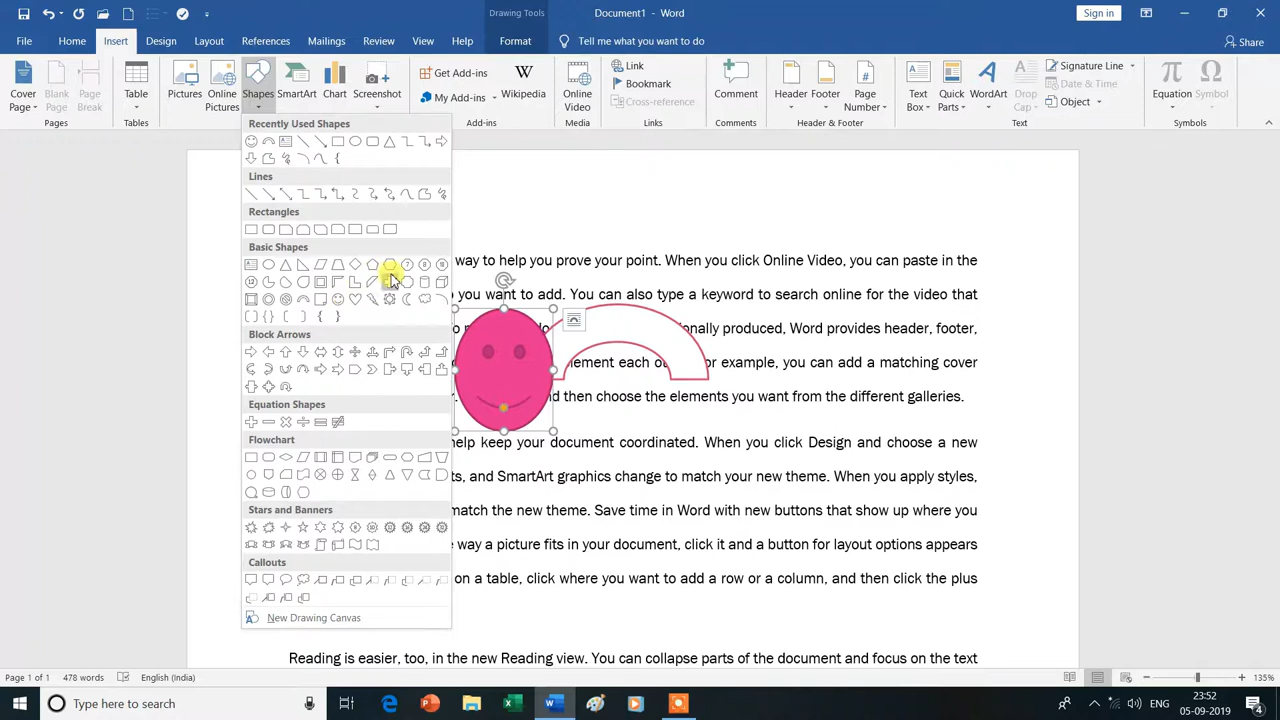 Drawing Tools
Document1 - Word
Sign in
File Home Insert Design Layout References Mailings Review View Help Format Tell me what you want to do Share
Cover Page
Blank Page
Page Break
Pages
Table
Tables
Pictures
Online Pictures
Shapes
SmartArt
Chart
Screenshot
Get Add-ins
My Add-ins
Wikipedia
Add-ins
Online Video
Media
Link
Bookmark
Cross-reference
Links
Comment
Comments
Header
Footer
Page Number
Header & Footer
Text Box
Quick Parts
WordArt
Drop Cap
Signature Line
Date & Time
Object
Text
Equation
Symbol
Symbols
Recently Used Shapes
Lines
Rectangles
Basic Shapes
Block Arrows
Equation Shapes
Flowchart
Stars and Banners
Callouts
New Drawing Canvas
way to help you prove your point. When you click Online Video, you can paste in the
you want to add. You can also type a keyword to search online for the video that
onally produced, Word provides header, footer,
lement each or example, you can add a matching cover
nd then choose the elements you want from the different galleries.
help keep your document coordinated. When you click Design and choose a new
ts, and SmartArt graphics change to match your new theme. When you apply styles,
match the new theme. Save time in Word with new buttons that show up where you
way a picture fits in your document, click it and a button for layout options appears
on a table, click where you want to add a row or a column, and then click the plus
Reading is easier, too, in the new Reading view. You can collapse parts of the document and focus on the text
Page 1 of 1 478 words English (India) 135%
Type here to search
ENG
23:52
05-09-2019